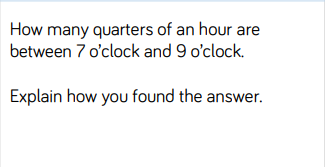 How many quarters of an hour are
between 7 o'clock and 9 o'clock.
Explain how you found the answer.